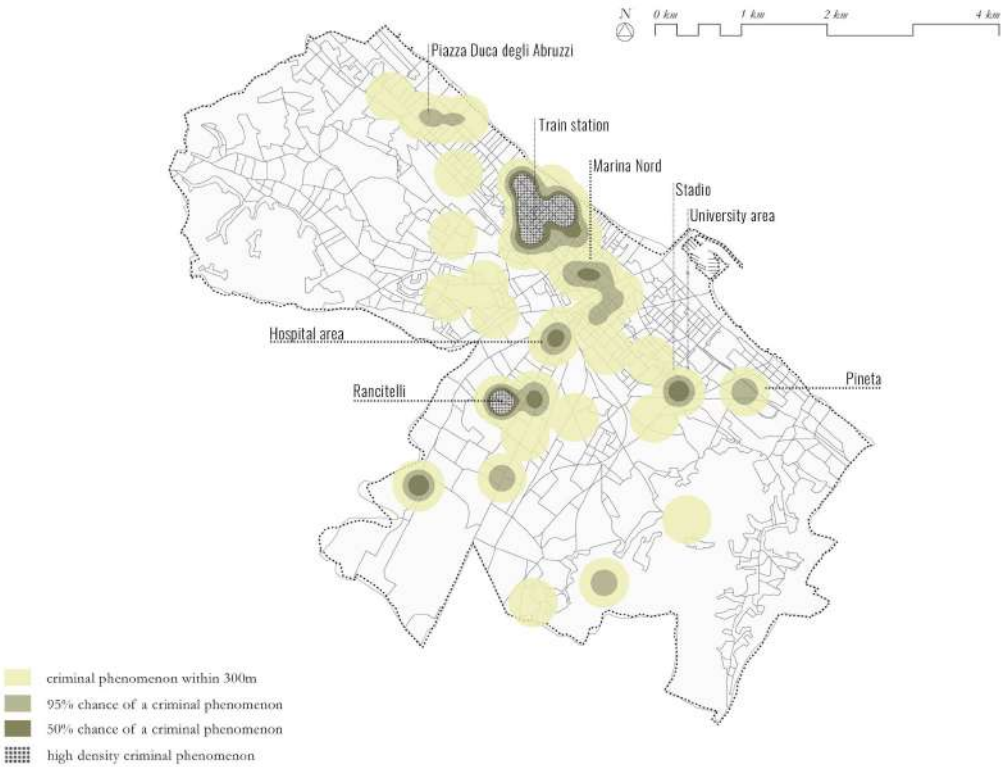 N 0 km 1 km 2 km 4 km
Piazza Duca degli Abruzzi
Train station
Marina Nord
Stadio
University area
Hospital area
Rancitelli
Pineta
criminal phenomenon within 300m
95% chance of a criminal phenomenon
50% chance of a criminal phenomenon
high density criminal phenomenon